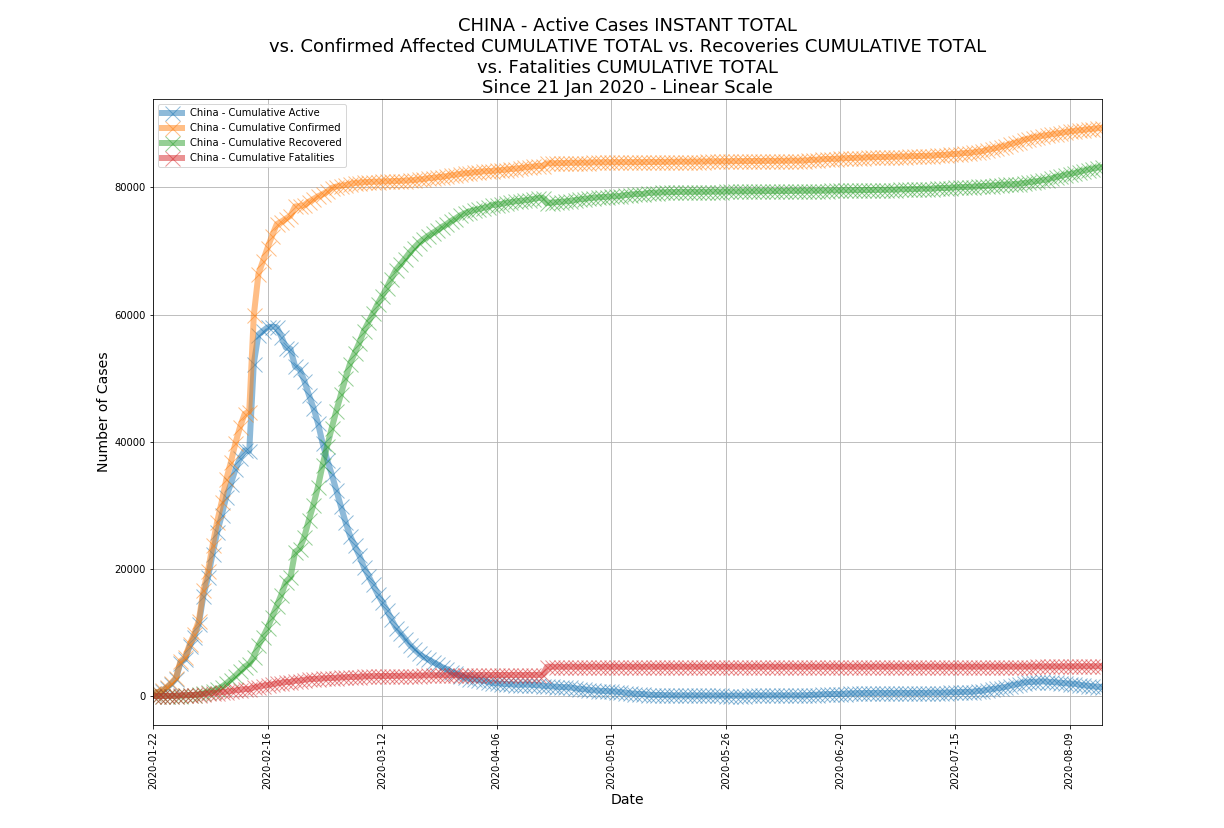 CHINA - Active Cases INSTANT TOTAL
vs. Confirmed Affected CUMULATIVE TOTAL vs. Recoveries CUMULATIVE TOTAL
vs. Fatalities CUMULATIVE TOTAL
Since 21 Jan 2020 - Linear Scale
China - Cumulative Active
China - Cumulative Confirmed
China - Cumulative Recovered
China - Cumulative Fatalities
Number of Cases
80000
60000
40000
20000
0
2020-01-22
2020-02-16
2020-03-12
2020-04-06
2020-05-01
2020-05-26
2020-06-20
2020-07-15
2020-08-09
Date